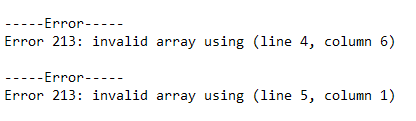 -----Error-----
Error 213: invalid array using (line 4, column 6)
-----Error-----
Error 213: invalid array using (line 5, column 1)